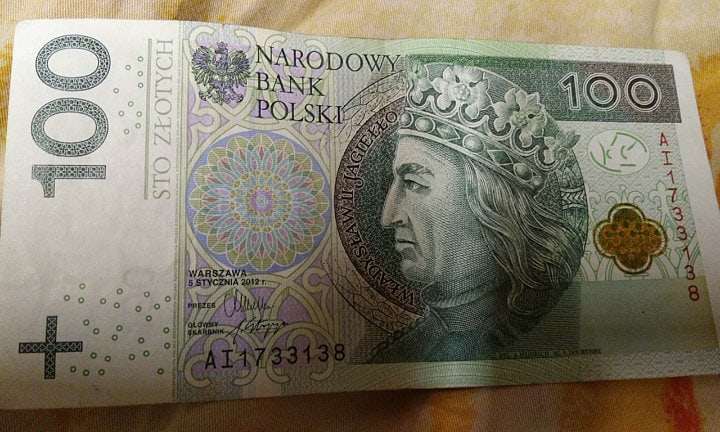 100
STO ZŁOTYCH
NARODOWY
BANK
POLSKI
100
WŁADYSŁAW II JAGIEŁŁO
AI1733138
WARSZAWA
5 STYCZNIA 2012 r.
PREZES
GŁÓWNY
SKARBNIK
AI1733138